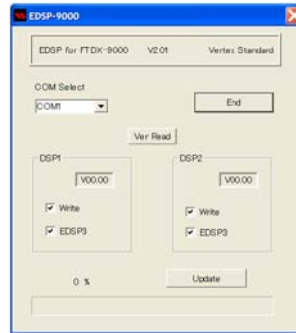 EDSP-9000
EDSP for FTDX-9000 V2.01 Vertex Standard
COM Select
COM1
End
Ver Read
DSP1
DSP2
V00.00
V00.00
Write
Write
EDSP3
EDSP3
0 %
Update